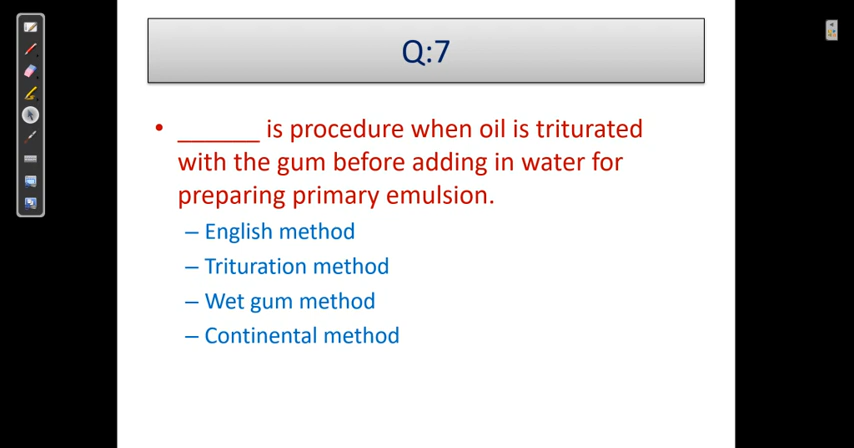 Q:7
• ______ is procedure when oil is triturated
with the gum before adding in water for
preparing primary emulsion.
– English method
– Trituration method
– Wet gum method
– Continental method